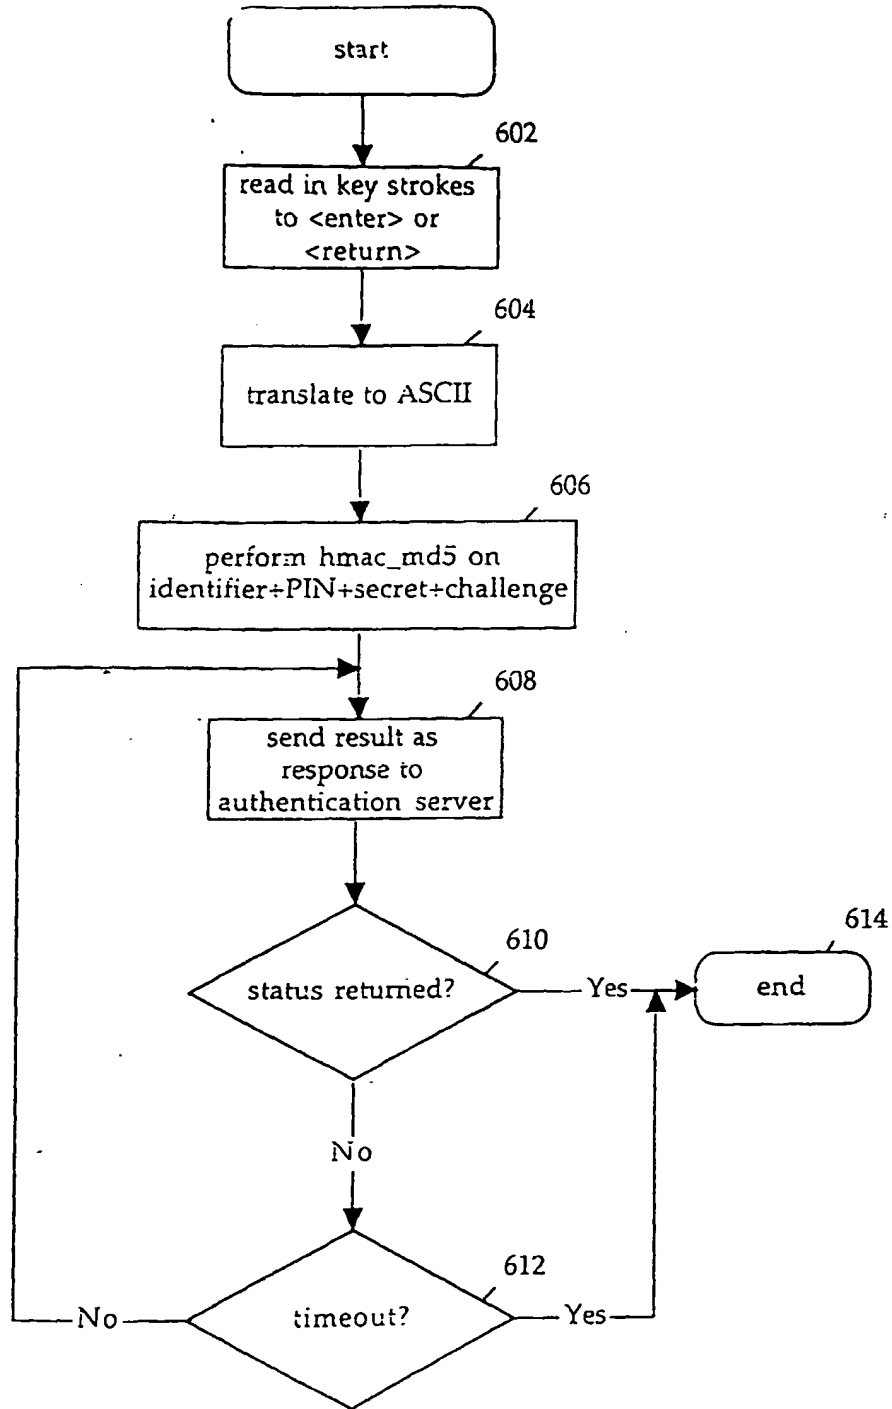 start
602
read in key strokes
to <enter> or
<return>
604
translate to ASCII
606
perform hmac_md5 on
identifier+PIN+secret+challenge
608
send result as
response to
authentication server
610
status returned?
Yes
614
end
No
612
timeout?
No
Yes